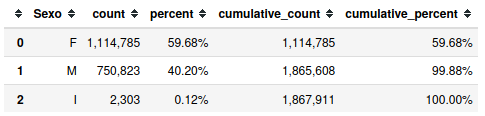 Sexo count percent cumulative_count cumulative_percent
0 F 1,114,785 59.68% 1,114,785 59.68%
1 M 750,823 40.20% 1,865,608 99.88%
2 I 2,303 0.12% 1,867,911 100.00%